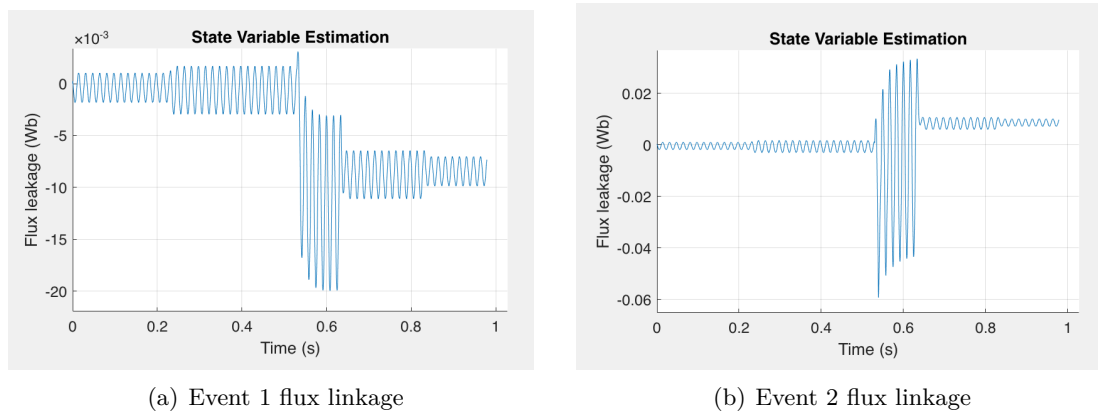 State Variable Estimation
×10⁻³
0
-5
-10
-15
-20
Flux leakage (Wb)
0 0.2 0.4 0.6 0.8 1
Time (s)
(a) Event 1 flux linkage
State Variable Estimation
0.02
0
-0.02
-0.04
-0.06
Flux leakage (Wb)
0 0.2 0.4 0.6 0.8 1
Time (s)
(b) Event 2 flux linkage